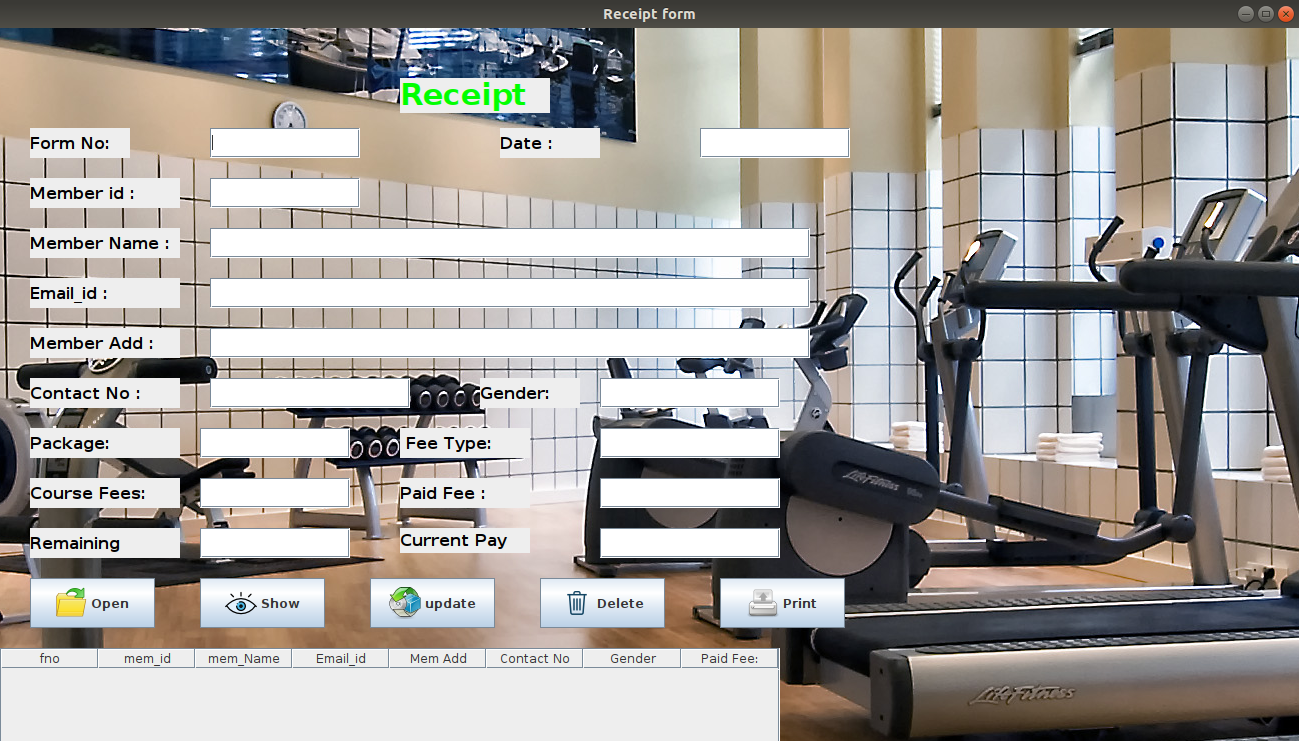 Receipt form
Receipt
Form No: Date :
Member id :
Member Name :
Email_id :
Member Add :
Contact No : Gender:
Package: Fee Type:
Course Fees: Paid Fee :
Remaining Current Pay
Open Show update Delete Print
fno mem_id mem_Name Email_id Mem Add Contact No Gender Paid Fee:
LifeFitness
LifeFitness